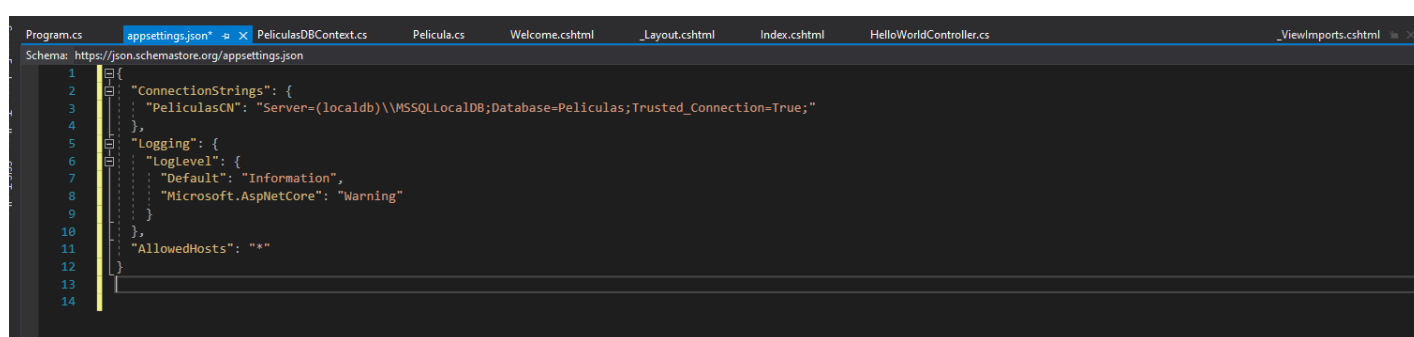 Program.cs appsettings.json* PeliculasDBContext.cs Pelicula.cs Welcome.cshtml _Layout.cshtml Index.cshtml HelloWorldController.cs _ViewImports.cshtml
Schema: https://json.schemastore.org/appsettings.json
1 {
2 "ConnectionStrings": {
3 "PeliculasCN": "Server=(localdb)\\MSSQLLocalDB;Database=Peliculas;Trusted_Connection=True;"
4 },
5 "Logging": {
6 "LogLevel": {
7 "Default": "Information",
8 "Microsoft.AspNetCore": "Warning"
9 }
10 },
11 "AllowedHosts": "*"
12 }
13
14